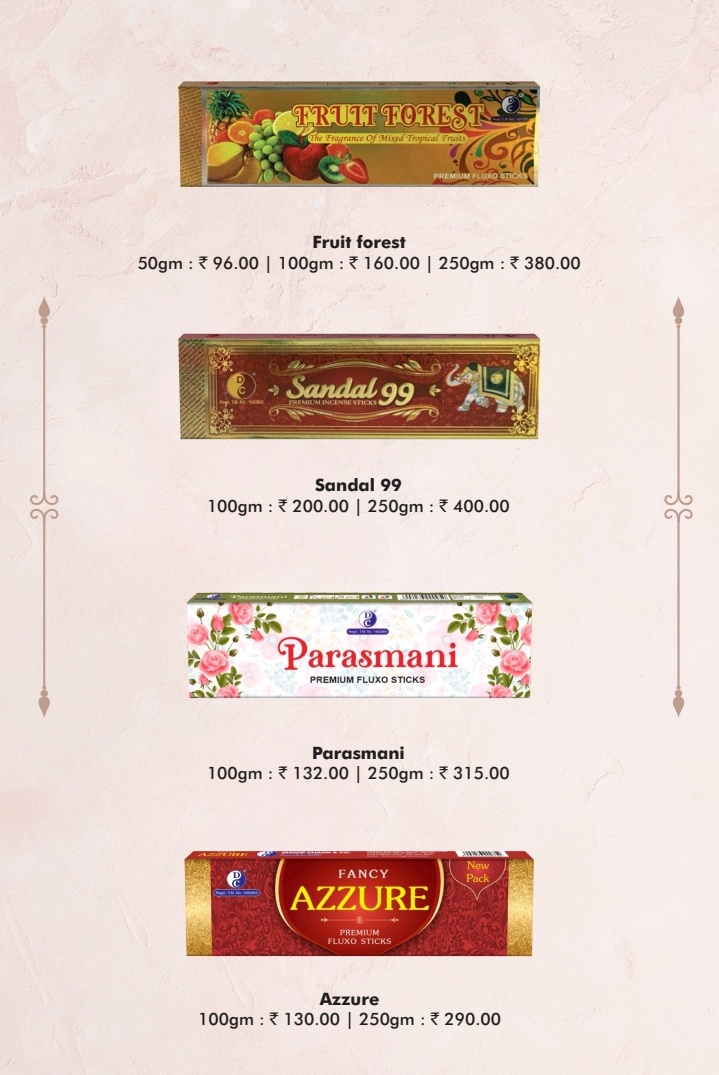 FRUIT FOREST
The Fragrance Of Mixed Tropical Fruits
PREMIUM FLUXO STICKS
Fruit forest
50gm : ₹ 96.00 | 100gm : ₹ 160.00 | 250gm : ₹ 380.00
D
C
Sandal 99
PREMIUM INCENSE STICKS
Sandal 99
100gm : ₹ 200.00 | 250gm : ₹ 400.00
D
C
Parasmani
PREMIUM FLUXO STICKS
Parasmani
100gm : ₹ 132.00 | 250gm : ₹ 315.00
AZZURE
New
Pack
D
C
FANCY
AZZURE
PREMIUM
FLUXO STICKS
Azzure
100gm : ₹ 130.00 | 250gm : ₹ 290.00